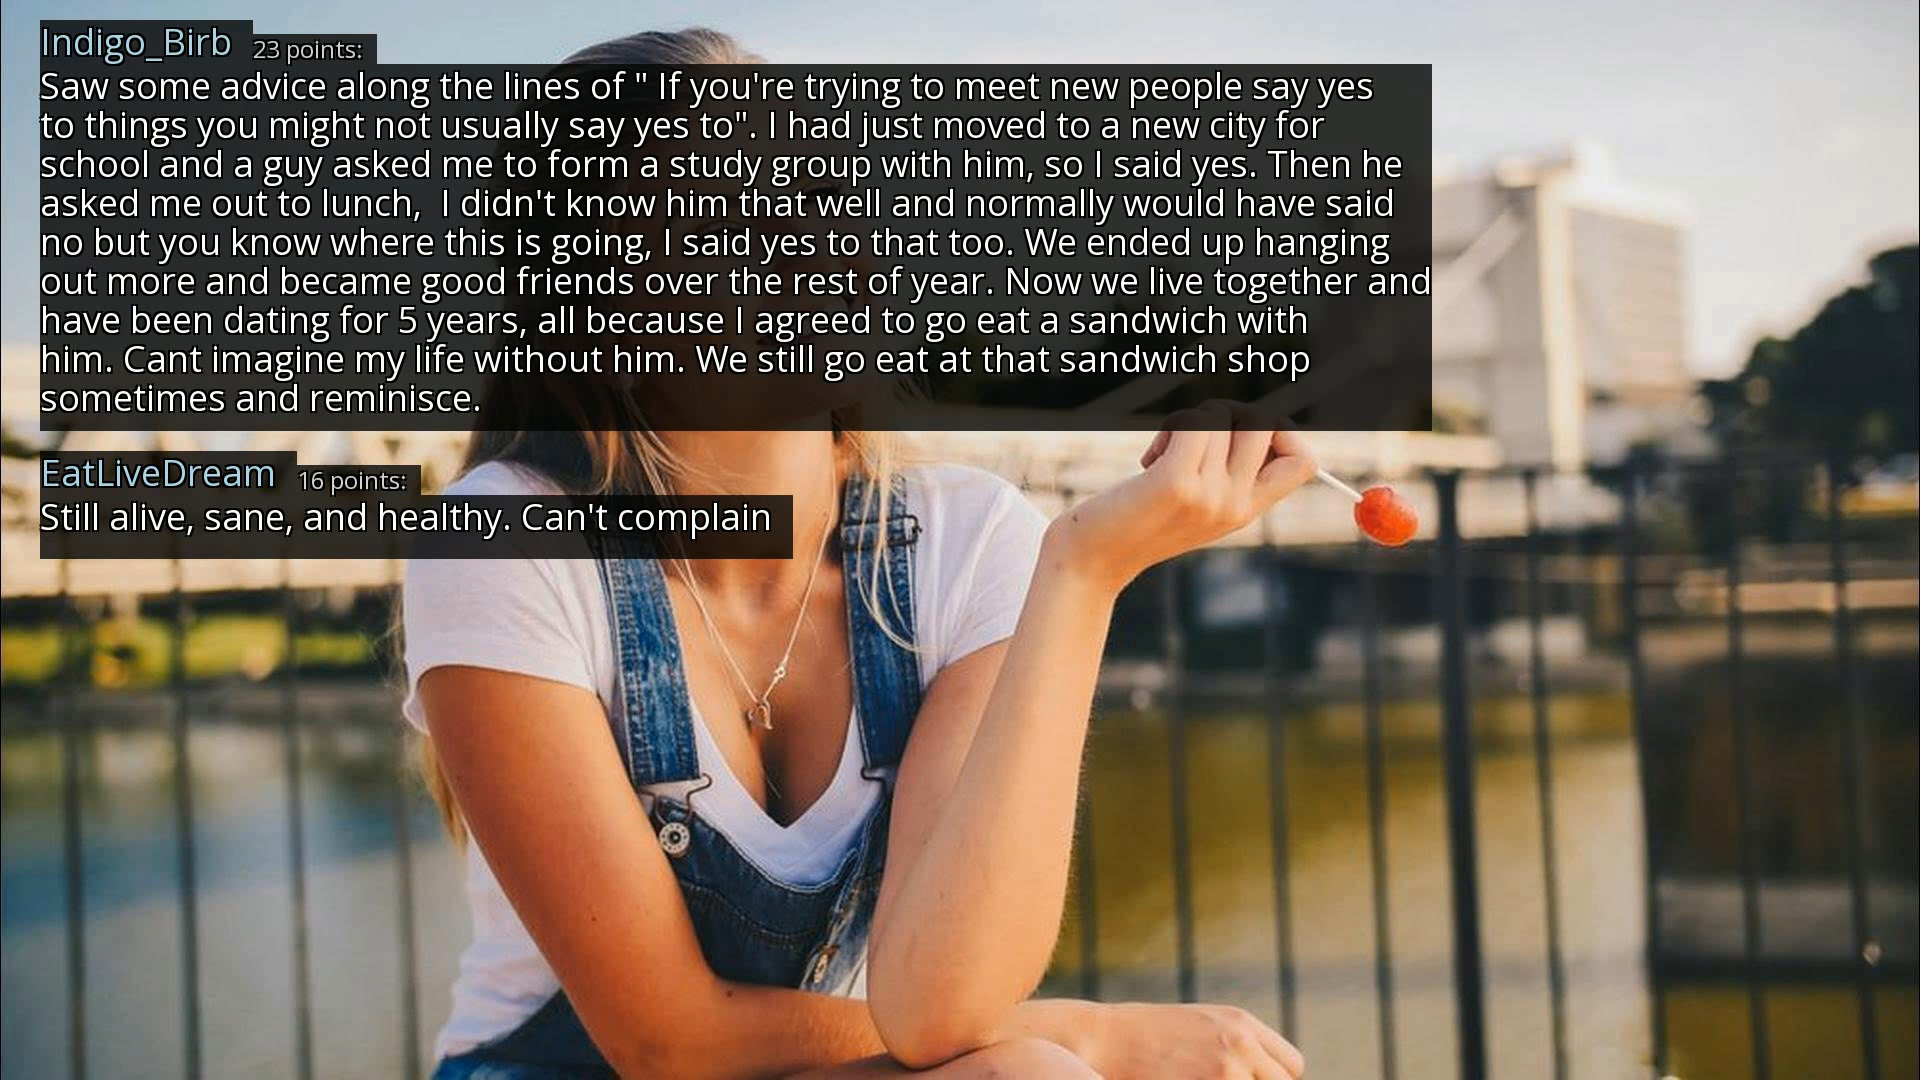 Indigo_Birb 23 points:
Saw some advice along the lines of " If you're trying to meet new people say yes
to things you might not usually say yes to". I had just moved to a new city for
school and a guy asked me to form a study group with him, so I said yes. Then he
asked me out to lunch,  I didn't know him that well and normally would have said
no but you know where this is going, I said yes to that too. We ended up hanging
out more and became good friends over the rest of year. Now we live together and
have been dating for 5 years, all because I agreed to go eat a sandwich with
him. Cant imagine my life without him. We still go eat at that sandwich shop
sometimes and reminisce.
EatLiveDream 16 points:
Still alive, sane, and healthy. Can't complain